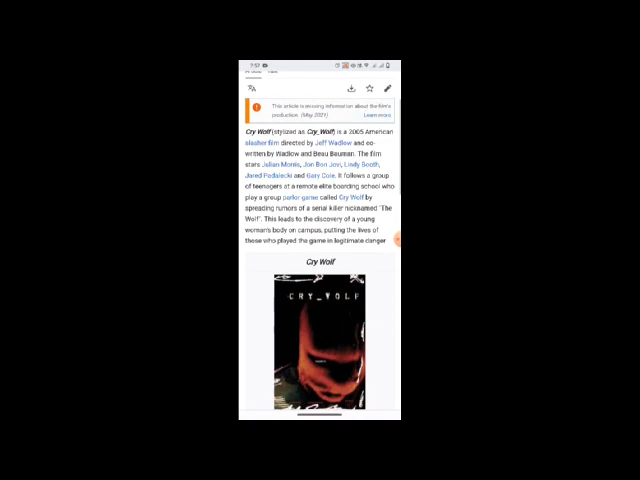 7:57
This article is missing information about the film's
production. (May 2021)
Learn more
Cry Wolf (stylized as Cry_Wolf) is a 2005 American
slasher film directed by Jeff Wadlow and co-
written by Wadlow and Beau Bauman. The film
stars Julian Morris, Jon Bon Jovi, Lindy Booth,
Jared Padalecki and Gary Cole. It follows a group
of teenagers at a remote elite boarding school who
play a group parlor game called Cry Wolf by
spreading rumors of a serial killer nicknamed "The
Wolf". This leads to the discovery of a young
woman's body on campus, putting the lives of
those who played the game in legitimate danger
Cry Wolf
CRY_WOLF